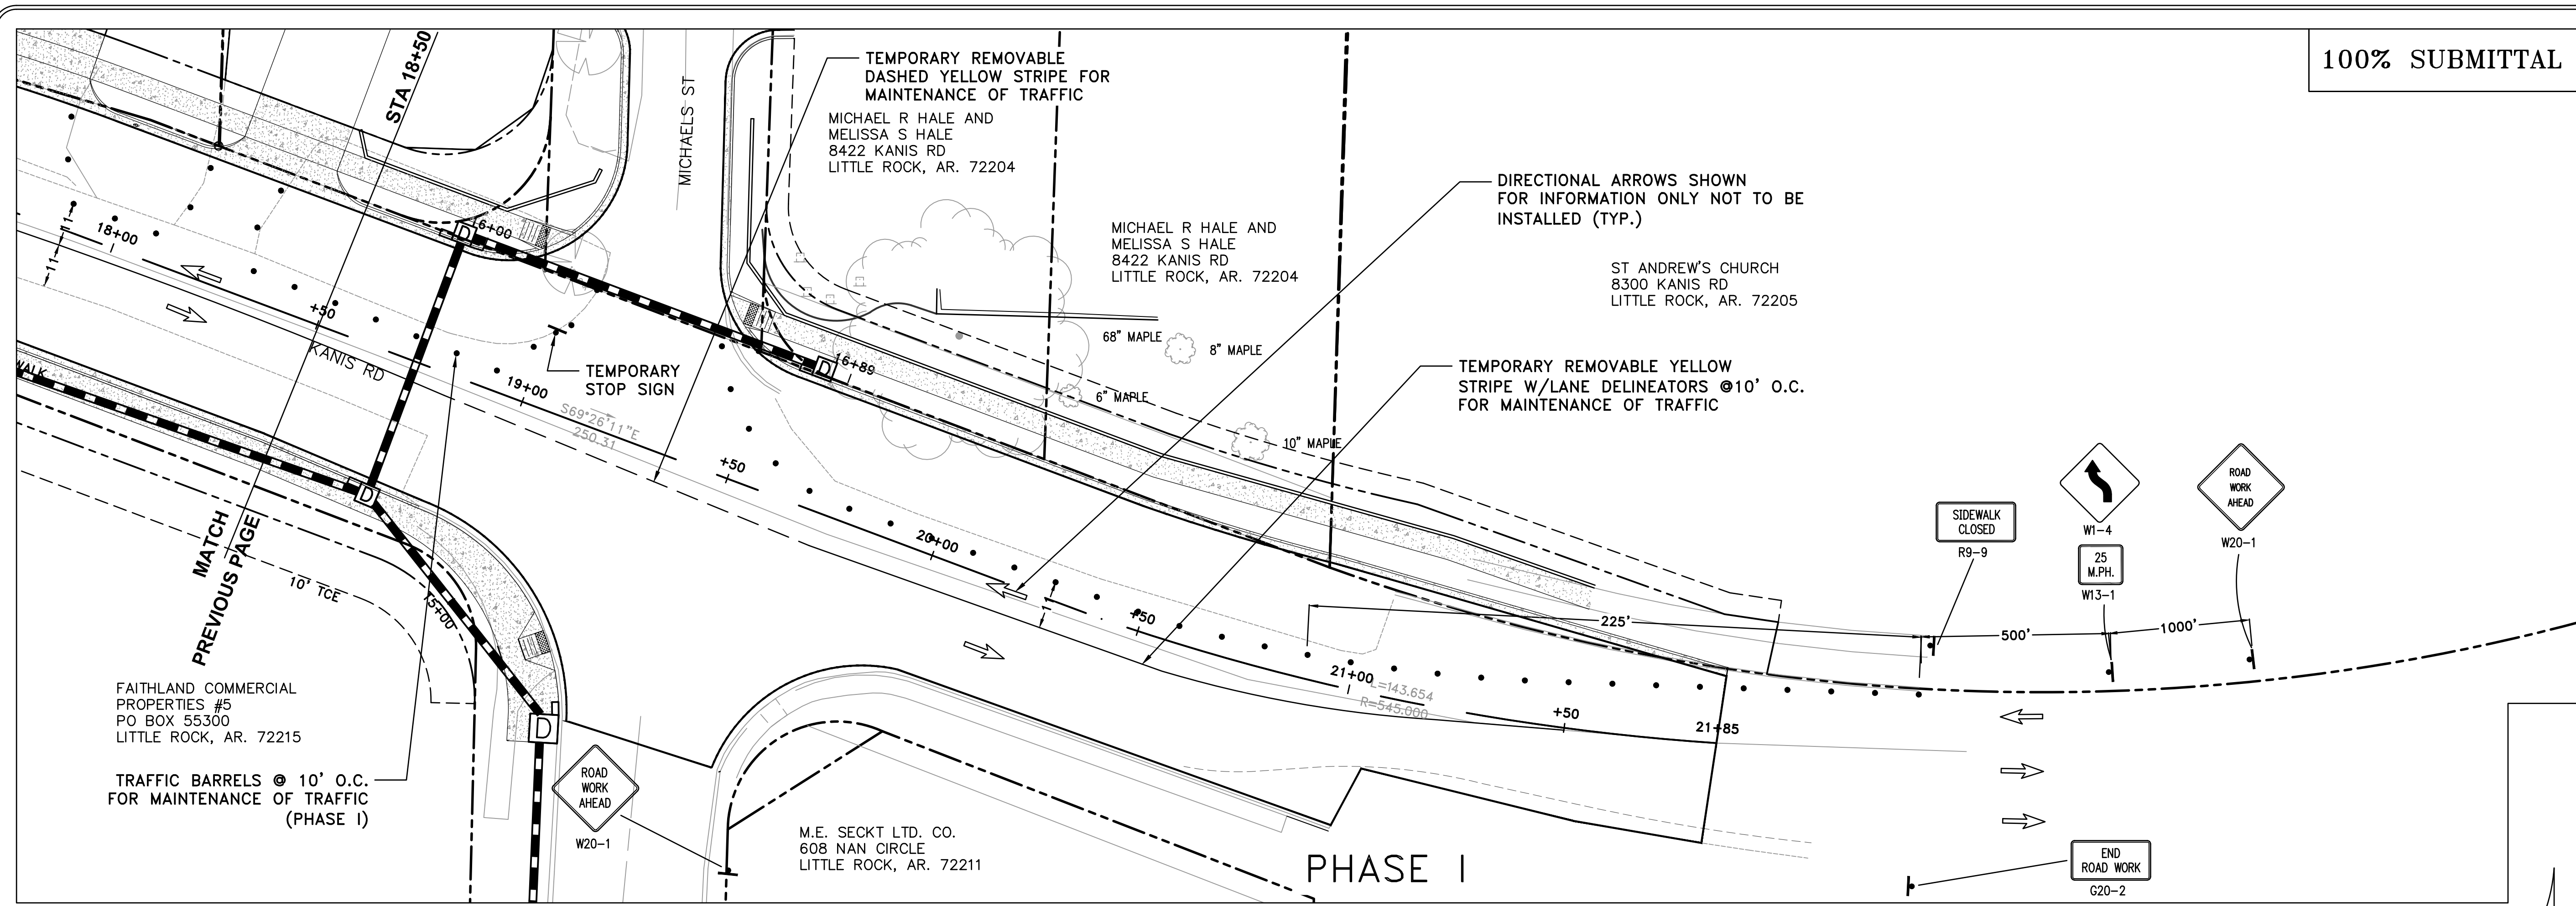 100% SUBMITTAL
STA 18+50
MICHAELS ST
TEMPORARY REMOVABLE
DASHED YELLOW STRIPE FOR
MAINTENANCE OF TRAFFIC
MICHAEL R HALE AND
MELISSA S HALE
8422 KANIS RD
LITTLE ROCK, AR. 72204
MICHAEL R HALE AND
MELISSA S HALE
8422 KANIS RD
LITTLE ROCK, AR. 72204
DIRECTIONAL ARROWS SHOWN
FOR INFORMATION ONLY NOT TO BE
INSTALLED (TYP.)
ST ANDREW'S CHURCH
8300 KANIS RD
LITTLE ROCK, AR. 72205
11
11
18+00
+50
KANIS RD
D
16+00
TEMPORARY
STOP SIGN
D
16+89
68" MAPLE
8" MAPLE
6" MAPLE
10" MAPLE
TEMPORARY REMOVABLE YELLOW
STRIPE W/LANE DELINEATORS @10' O.C.
FOR MAINTENANCE OF TRAFFIC
WALK
19+00
S69°26'11"E
250.31
+50
20+00
11
+50
21+00
L=143.654
R=545.000
+50
21+85
225'
500'
1000'
SIDEWALK
CLOSED
R9-9
W1-4
25
M.PH.
W13-1
ROAD
WORK
AHEAD
W20-1
D
MATCH
PREVIOUS PAGE
10' TCE
15+00
D
FAITHLAND COMMERCIAL
PROPERTIES #5
PO BOX 55300
LITTLE ROCK, AR. 72215
TRAFFIC BARRELS @ 10' O.C.
FOR MAINTENANCE OF TRAFFIC
(PHASE I)
ROAD
WORK
AHEAD
W20-1
M.E. SECKT LTD. CO.
608 NAN CIRCLE
LITTLE ROCK, AR. 72211
PHASE I
END
ROAD WORK
G20-2